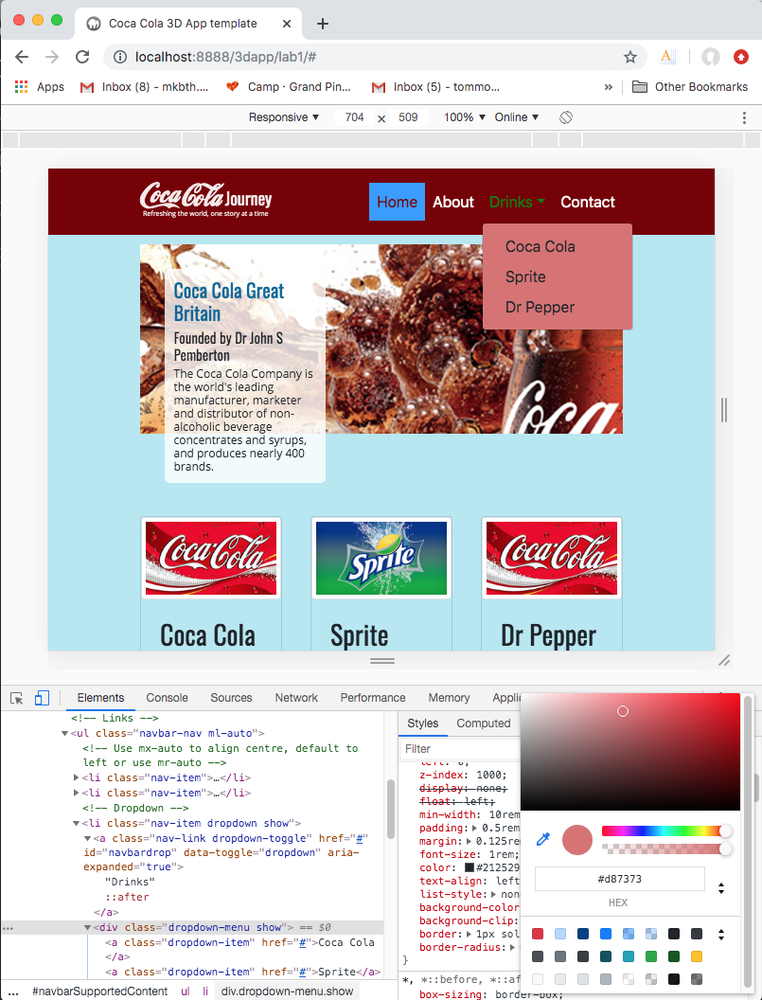 Coca Cola 3D App template
localhost:8888/3dapp/lab1/#
Apps Inbox (8) - mkbth.... Camp · Grand Pin... Inbox (5) - tommo... » Other Bookmarks
Responsive ▼ 704 × 509 100% ▼ Online ▼
Coca-Cola Journey
Refreshing the world, one story at a time
Home About Drinks Contact
Coca Cola
Sprite
Dr Pepper
Coca Cola Great
Britain
Founded by Dr John S
Pemberton
The Coca Cola Company is
the world's leading
manufacturer, marketer
and distributor of non-
alcoholic beverage
concentrates and syrups,
and produces nearly 400
brands.
Coca
Coca-Cola Sprite Coca-Cola
Coca Cola Sprite Dr Pepper
Elements Console Sources Network Performance Memory Applic
<!-- Links -->
▼<ul class="navbar-nav ml-auto">
<!-- Use mx-auto to align centre, default to
left or use mr-auto -->
▶<li class="nav-item">…</li>
▶<li class="nav-item">…</li>
<!-- Dropdown -->
▼<li class="nav-item dropdown show">
▼<a class="nav-link dropdown-toggle" href="#"
id="navbardrop" data-toggle="dropdown" aria-
expanded="true">
"Drinks"
::after
</a>
▼<div class="dropdown-menu show"> == $0
<a class="dropdown-item" href="#">Coca Cola
</a>
<a class="dropdown-item" href="#">Sprite</a>
... #navbarSupportedContent ul li div.dropdown-menu.show
Styles Computed
Filter
left: 0;
z-index: 1000;
display: none;
float: left;
min-width: 10rem
padding: ▶ 0.5rem
margin: ▶ 0.125re
font-size: 1rem;
color: #212529
text-align: left
list-style: ▶ non
background-color
background-clip:
border: ▶ 1px sol
border-radius: ▶
}
*, *::before, *::af
box-sizing: border-box;
#d87373
HEX